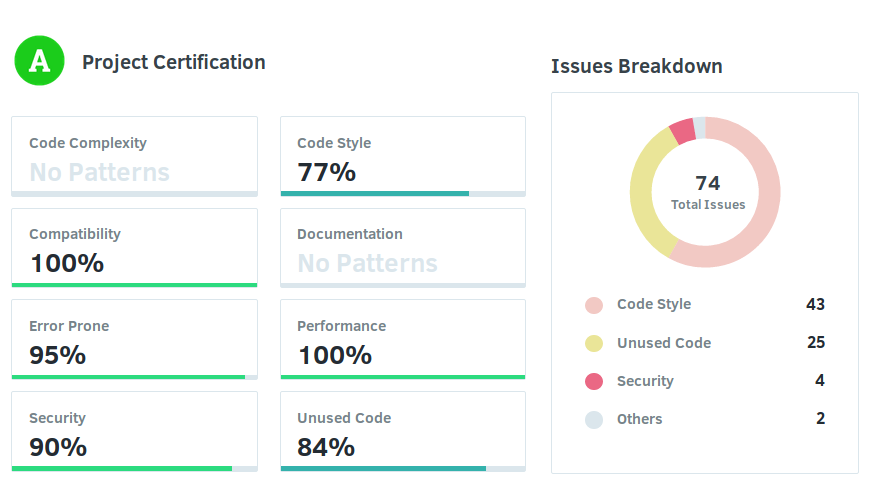 A
Project Certification
Code Complexity
No Patterns
Code Style
77%
Compatibility
100%
Documentation
No Patterns
Error Prone
95%
Performance
100%
Security
90%
Unused Code
84%
Issues Breakdown
74
Total Issues
Code Style 43
Unused Code 25
Security 4
Others 2